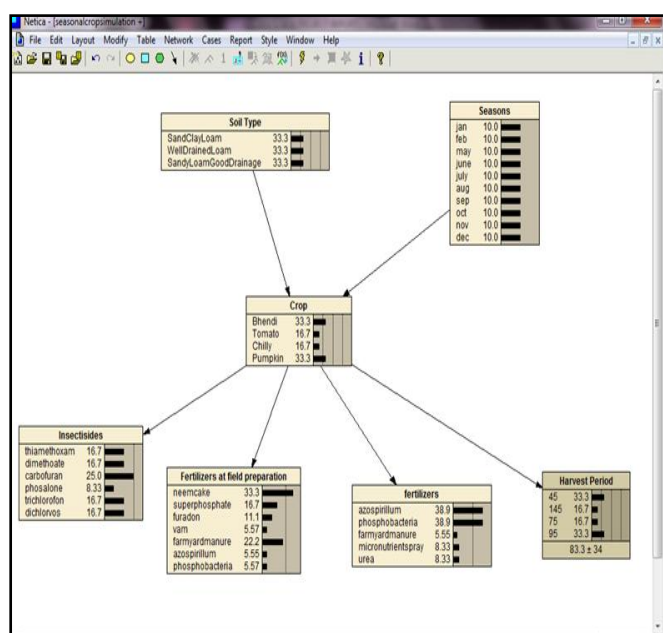 Netica - [seasonalcropsimulation +]
File Edit Layout Modify Table Network Cases Report Style Window Help
Soil Type
SandClayLoam 33.3
WellDrainedLoam 33.3
SandyLoamGoodDrainage 33.3
Seasons
jan 10.0
feb 10.0
may 10.0
june 10.0
july 10.0
aug 10.0
sep 10.0
oct 10.0
nov 10.0
dec 10.0
Crop
Bhendi 33.3
Tomato 16.7
Chilly 16.7
Pumpkin 33.3
Insectisides
thiamethoxam 16.7
dimethoate 16.7
carbofuran 25.0
phosalone 8.33
trichlorofon 16.7
dichlorvos 16.7
Fertilizers at field preparation
neemcake 33.3
superphosphate 16.7
furadon 11.1
vam 5.57
farmyardmanure 22.2
azospirillum 5.55
phosphobacteria 5.57
fertilizers
azospirillum 38.9
phosphobacteria 38.9
farmyardmanure 5.55
micronutrientspray 8.33
urea 8.33
Harvest Period
45 33.3
145 16.7
75 16.7
95 33.3
83.3 ± 34